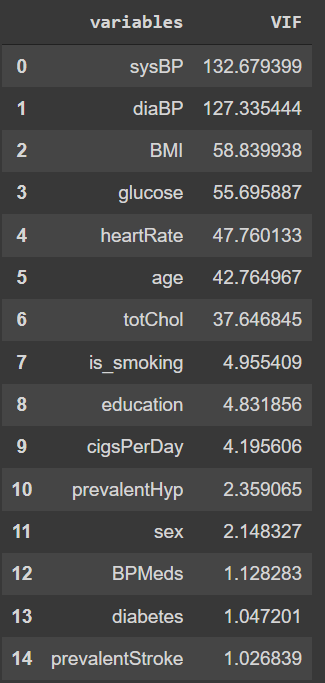 variables VIF
0 sysBP 132.679399
1 diaBP 127.335444
2 BMI 58.839938
3 glucose 55.695887
4 heartRate 47.760133
5 age 42.764967
6 totChol 37.646845
7 is_smoking 4.955409
8 education 4.831856
9 cigsPerDay 4.195606
10 prevalentHyp 2.359065
11 sex 2.148327
12 BPMeds 1.128283
13 diabetes 1.047201
14 prevalentStroke 1.026839